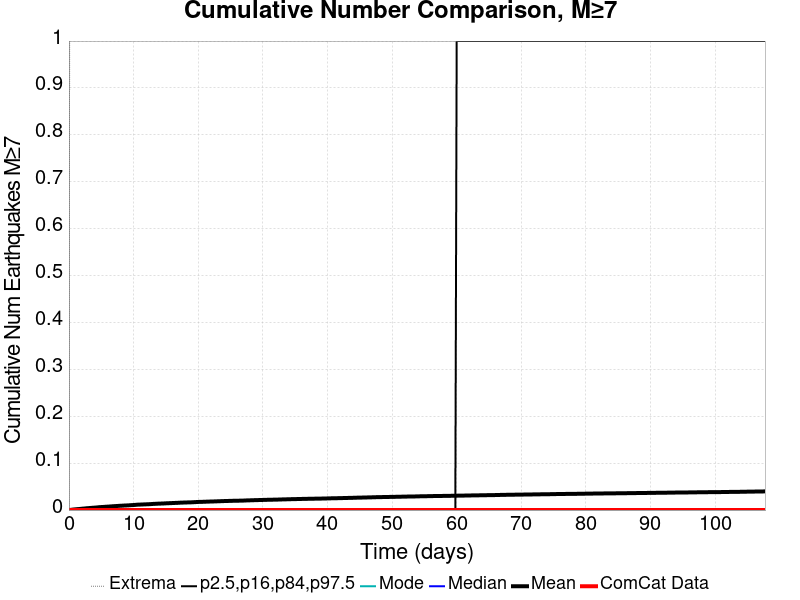 Cumulative Number Comparison, M≥7
Cumulative Num Earthquakes M≥7
1
0.9
0.8
0.7
0.6
0.5
0.4
0.3
0.2
0.1
0
0 10 20 30 40 50 60 70 80 90 100
Time (days)
Extrema p2.5,p16,p84,p97.5 Mode Median Mean ComCat Data